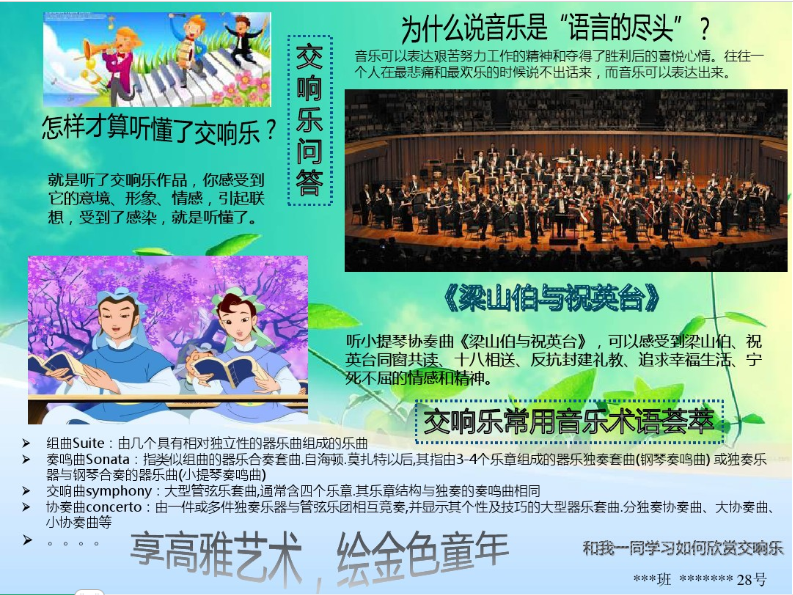 为什么说音乐是“语言的尽头”？
音乐可以表达艰苦努力工作的精神和夺得了胜利后的喜悦心情。往往一
个人在最悲痛和最欢乐的时候说不出话来，而音乐可以表达出来。
交响乐问答
怎样才算听懂了交响乐？
就是听了交响乐作品，你感受到
它的意境、形象、情感，引起联
想，受到了感染，就是听懂了。
《梁山伯与祝英台》
听小提琴协奏曲《梁山伯与祝英台》，可以感受到梁山伯、祝
英台同窗共读、十八相送、反抗封建礼教、追求幸福生活、宁
死不屈的情感和精神。
交响乐常用音乐术语荟萃
➢ 组曲Suite：由几个具有相对独立性的器乐曲组成的乐曲
➢ 奏鸣曲Sonata：指类似组曲的器乐合奏套曲.自海顿.莫扎特以后,其指由3-4个乐章组成的器乐独奏套曲(钢琴奏鸣曲) 或独奏乐
器与钢琴合奏的器乐曲(小提琴奏鸣曲)
➢ 交响曲symphony：大型管弦乐套曲,通常含四个乐章.其乐章结构与独奏的奏鸣曲相同
➢ 协奏曲concerto：由一件或多件独奏乐器与管弦乐团相互竞奏,并显示其个性及技巧的大型器乐套曲.分独奏协奏曲、大协奏曲、
小协奏曲等
➢ 。。。。
享高雅艺术，绘金色童年
和我一同学习如何欣赏交响乐
***班 ******* 28号